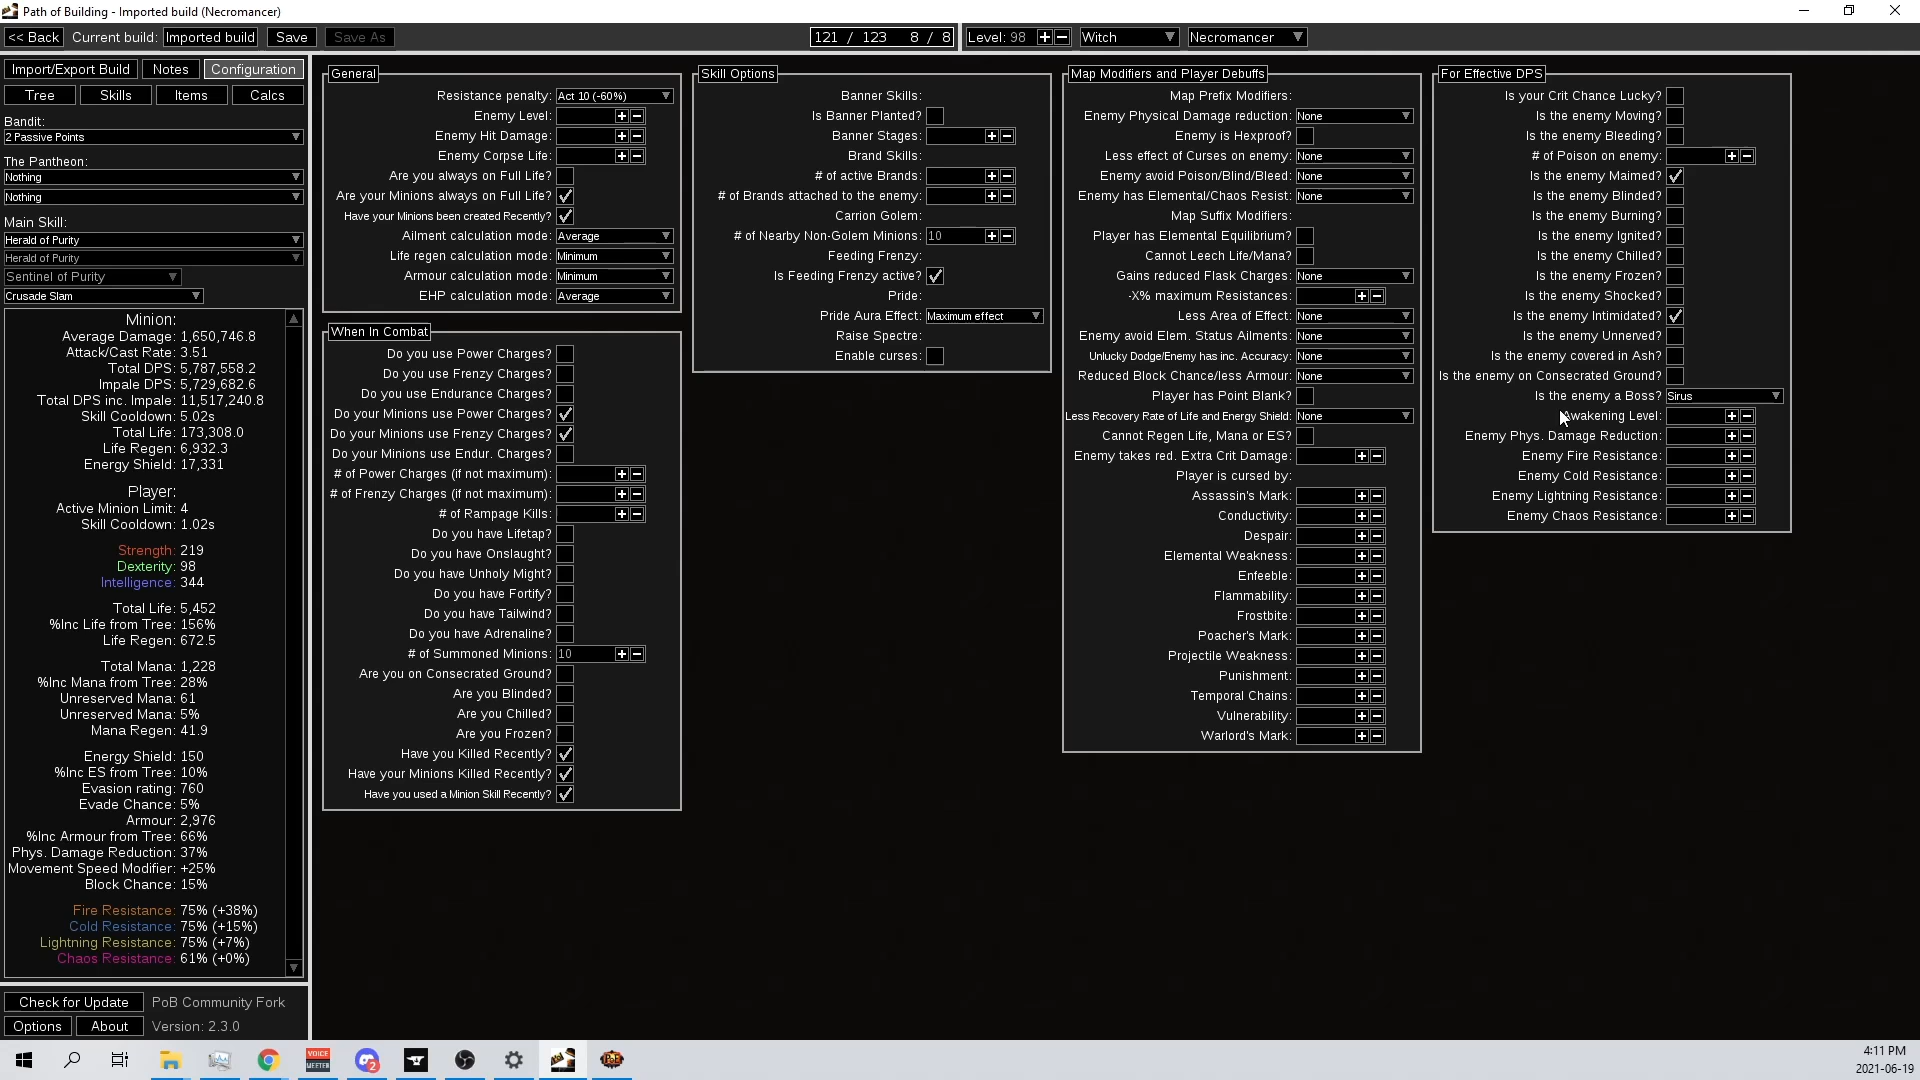 Path of Building - Imported build (Necromancer)
<< Back Current build: Imported build Save Save As 121 / 123 8 / 8 Level: 98 Witch Necromancer
Import/Export Build Notes Configuration
Tree Skills Items Calcs
Bandit:
2 Passive Points
The Pantheon:
Nothing
Nothing
Main Skill:
Herald of Purity
Herald of Purity
Sentinel of Purity
Crusade Slam
Minion:
Average Damage: 1,650,746.8
Attack/Cast Rate: 3.51
Total DPS: 5,787,558.2
Impale DPS: 5,729,682.6
Total DPS inc. Impale: 11,517,240.8
Skill Cooldown: 5.02s
Total Life: 173,308.0
Life Regen: 6,932.3
Energy Shield: 17,331
Player:
Active Minion Limit: 4
Skill Cooldown: 1.02s
Strength: 219
Dexterity: 98
Intelligence: 344
Total Life: 5,452
%Inc Life from Tree: 156%
Life Regen: 672.5
Total Mana: 1,228
%Inc Mana from Tree: 28%
Unreserved Mana: 61
Unreserved Mana: 5%
Mana Regen: 41.9
Energy Shield: 150
%Inc ES from Tree: 10%
Evasion rating: 760
Evade Chance: 5%
Armour: 2,976
%Inc Armour from Tree: 66%
Phys. Damage Reduction: 37%
Movement Speed Modifier: +25%
Block Chance: 15%
Fire Resistance: 75% (+38%)
Cold Resistance: 75% (+15%)
Lightning Resistance: 75% (+7%)
Chaos Resistance: 61% (+0%)
Check for Update PoB Community Fork
Options About Version: 2.3.0
General
Resistance penalty: Act 10 (-60%)
Enemy Level:
Enemy Hit Damage:
Enemy Corpse Life:
Are you always on Full Life?
Are your Minions always on Full Life?
Have your Minions been created Recently?
Ailment calculation mode: Average
Life regen calculation mode: Minimum
Armour calculation mode: Minimum
EHP calculation mode: Average
When In Combat
Do you use Power Charges?
Do you use Frenzy Charges?
Do you use Endurance Charges?
Do your Minions use Power Charges?
Do your Minions use Frenzy Charges?
Do your Minions use Endur. Charges?
# of Power Charges (if not maximum):
# of Frenzy Charges (if not maximum):
# of Rampage Kills:
Do you have Lifetap?
Do you have Onslaught?
Do you have Unholy Might?
Do you have Fortify?
Do you have Tailwind?
Do you have Adrenaline?
# of Summoned Minions: 10
Are you on Consecrated Ground?
Are you Blinded?
Are you Chilled?
Are you Frozen?
Have you Killed Recently?
Have your Minions Killed Recently?
Have you used a Minion Skill Recently?
Skill Options
Banner Skills:
Is Banner Planted?
Banner Stages:
Brand Skills:
# of active Brands:
# of Brands attached to the enemy:
Carrion Golem:
# of Nearby Non-Golem Minions: 10
Feeding Frenzy:
Is Feeding Frenzy active?
Pride:
Pride Aura Effect: Maximum effect
Raise Spectre:
Enable curses:
Map Modifiers and Player Debuffs
Map Prefix Modifiers:
Enemy Physical Damage reduction: None
Enemy is Hexproof?
Less effect of Curses on enemy: None
Enemy avoid Poison/Blind/Bleed: None
Enemy has Elemental/Chaos Resist: None
Map Suffix Modifiers:
Player has Elemental Equilibrium?
Cannot Leech Life/Mana?
Gains reduced Flask Charges: None
-X% maximum Resistances:
Less Area of Effect: None
Enemy avoid Elem. Status Ailments: None
Unlucky Dodge/Enemy has inc. Accuracy: None
Reduced Block Chance/less Armour: None
Player has Point Blank?
Less Recovery Rate of Life and Energy Shield: None
Cannot Regen Life, Mana or ES?
Enemy takes red. Extra Crit Damage:
Player is cursed by:
Assassin's Mark:
Conductivity:
Despair:
Elemental Weakness:
Enfeeble:
Flammability:
Frostbite:
Poacher's Mark:
Projectile Weakness:
Punishment:
Temporal Chains:
Vulnerability:
Warlord's Mark:
For Effective DPS
Is your Crit Chance Lucky?
Is the enemy Moving?
Is the enemy Bleeding?
# of Poison on enemy:
Is the enemy Maimed?
Is the enemy Blinded?
Is the enemy Burning?
Is the enemy Ignited?
Is the enemy Chilled?
Is the enemy Frozen?
Is the enemy Shocked?
Is the enemy Intimidated?
Is the enemy Unnerved?
Is the enemy covered in Ash?
Is the enemy on Consecrated Ground?
Is the enemy a Boss? Sirus
Awakening Level:
Enemy Phys. Damage Reduction:
Enemy Fire Resistance:
Enemy Cold Resistance:
Enemy Lightning Resistance:
Enemy Chaos Resistance:
VOICE
MEETER
2
4:11 PM
2021-06-19